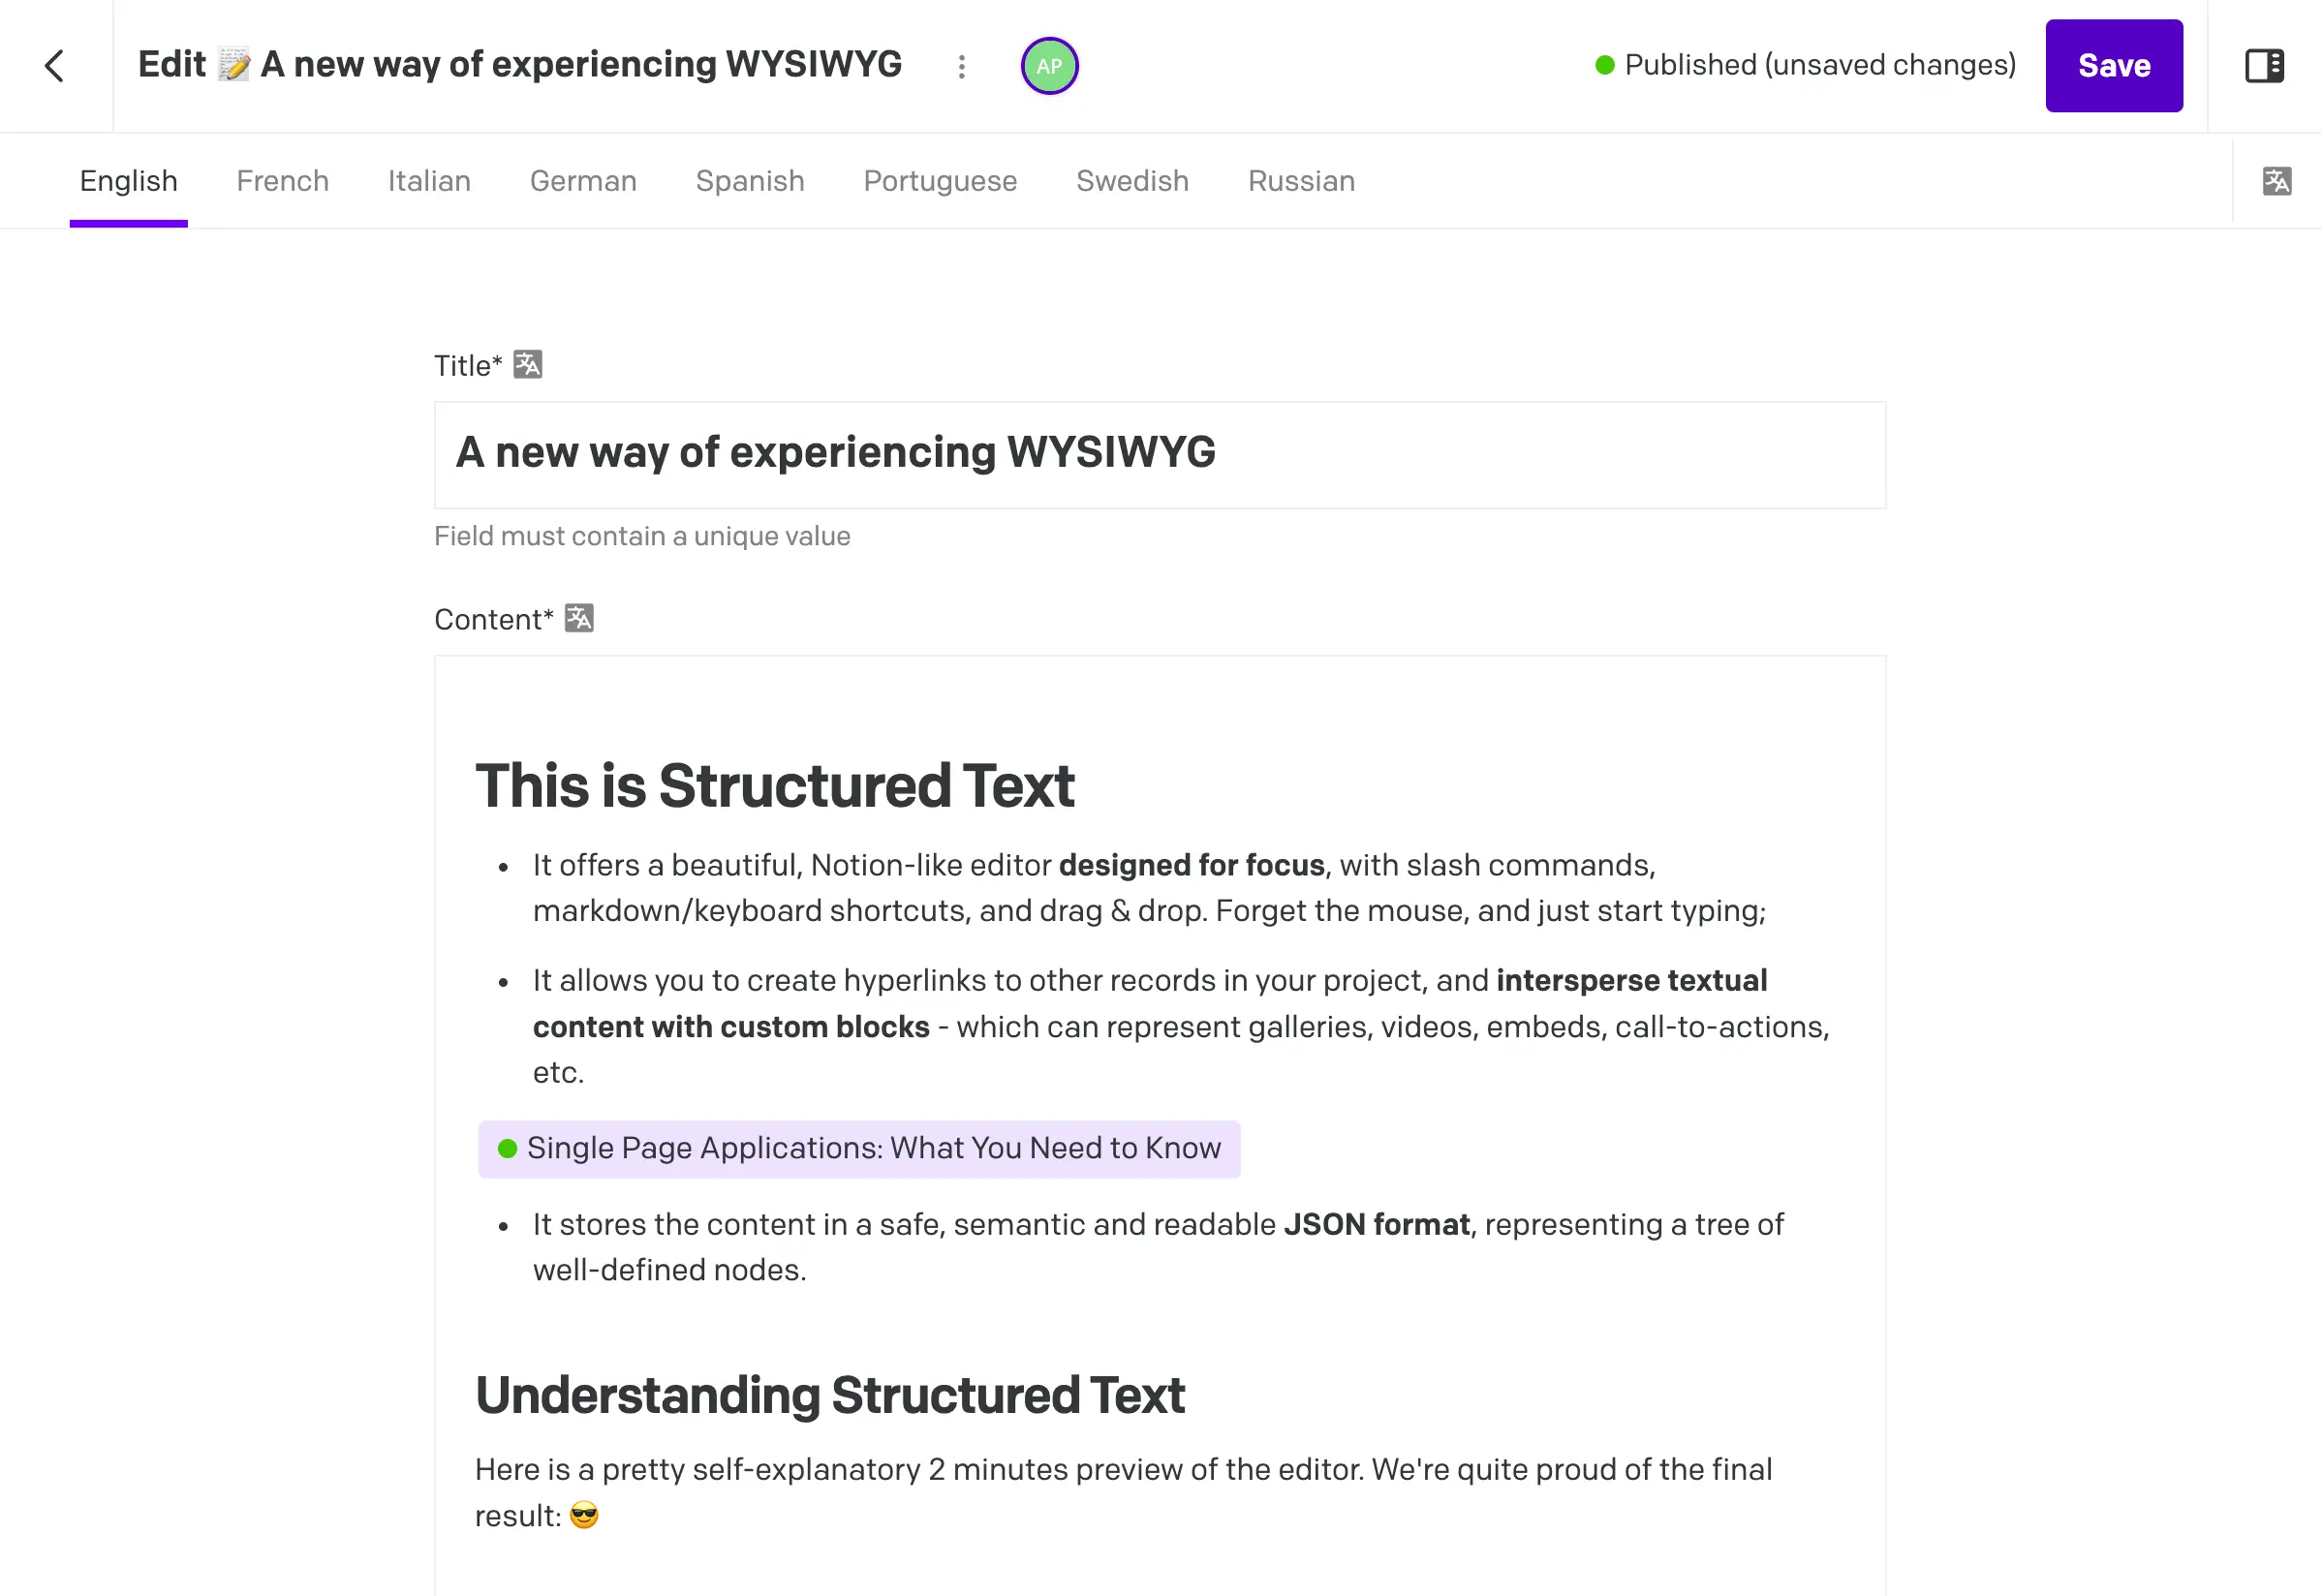 Edit 📝 A new way of experiencing WYSIWYG
AP
Published (unsaved changes)
Save
English French Italian German Spanish Portuguese Swedish Russian
Title*
A new way of experiencing WYSIWYG
Field must contain a unique value
Content*
This is Structured Text
• It offers a beautiful, Notion-like editor designed for focus, with slash commands,
markdown/keyboard shortcuts, and drag & drop. Forget the mouse, and just start typing;
• It allows you to create hyperlinks to other records in your project, and intersperse textual
content with custom blocks - which can represent galleries, videos, embeds, call-to-actions,
etc.
Single Page Applications: What You Need to Know
• It stores the content in a safe, semantic and readable JSON format, representing a tree of
well-defined nodes.
Understanding Structured Text
Here is a pretty self-explanatory 2 minutes preview of the editor. We're quite proud of the final
result: 😎